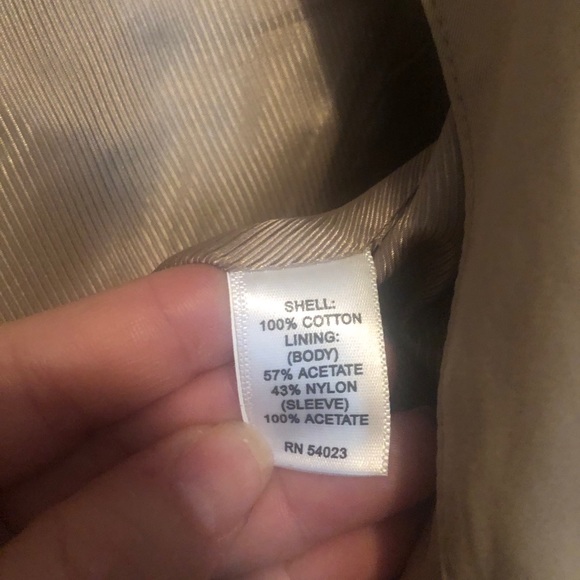 SHELL:
100% COTTON
LINING:
(BODY)
57% ACETATE
43% NYLON
(SLEEVE)
100% ACETATE
RN 54023